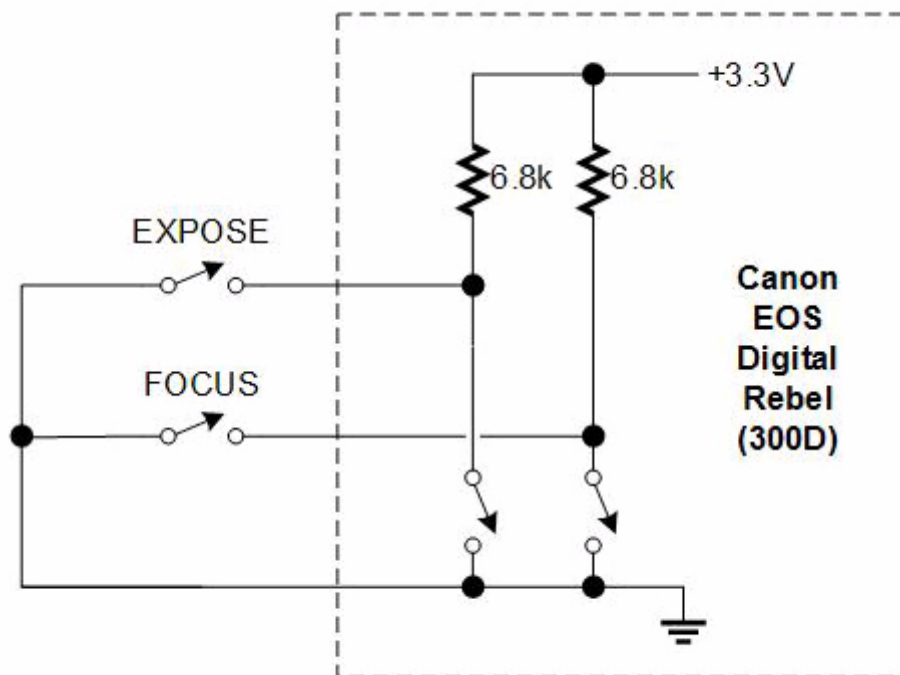 +3.3V
6.8k
6.8k
EXPOSE
FOCUS
Canon
EOS
Digital
Rebel
(300D)